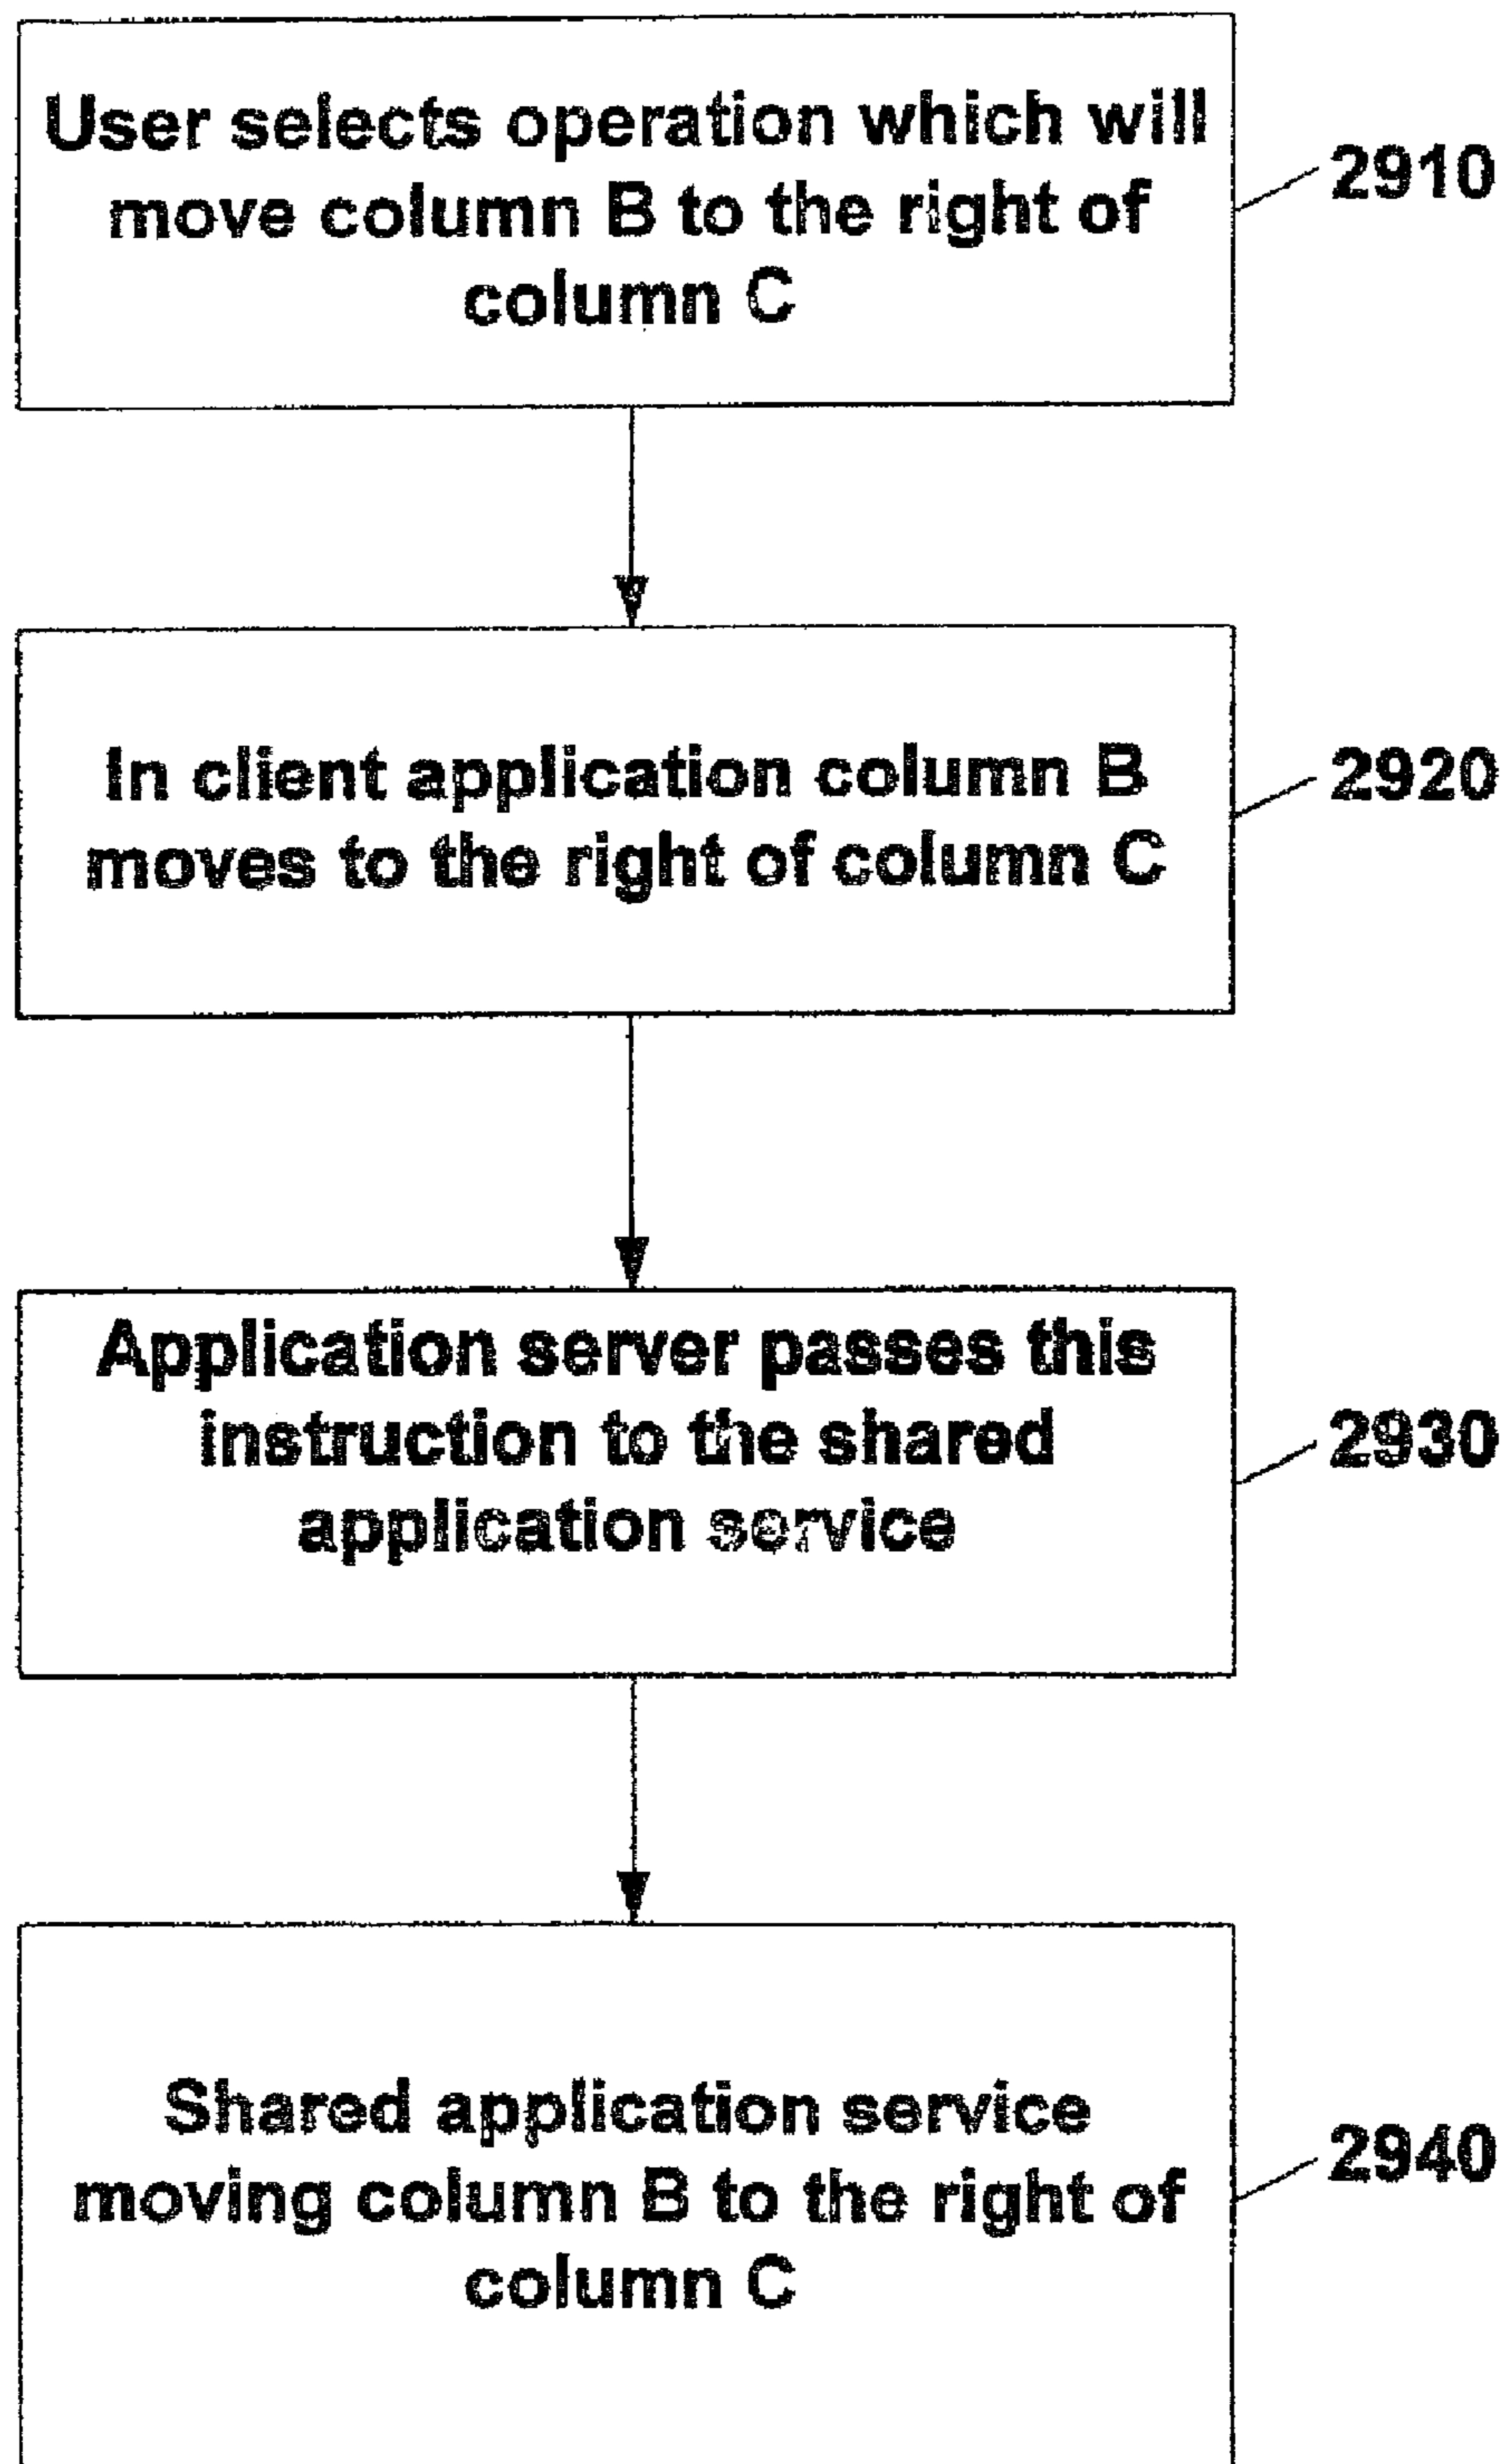 User selects operation which will
move column B to the right of
column C
2910
In client application column B
moves to the right of column C
2920
Application server passes this
instruction to the shared
application service
2930
Shared application service
moving column B to the right of
column C
2940